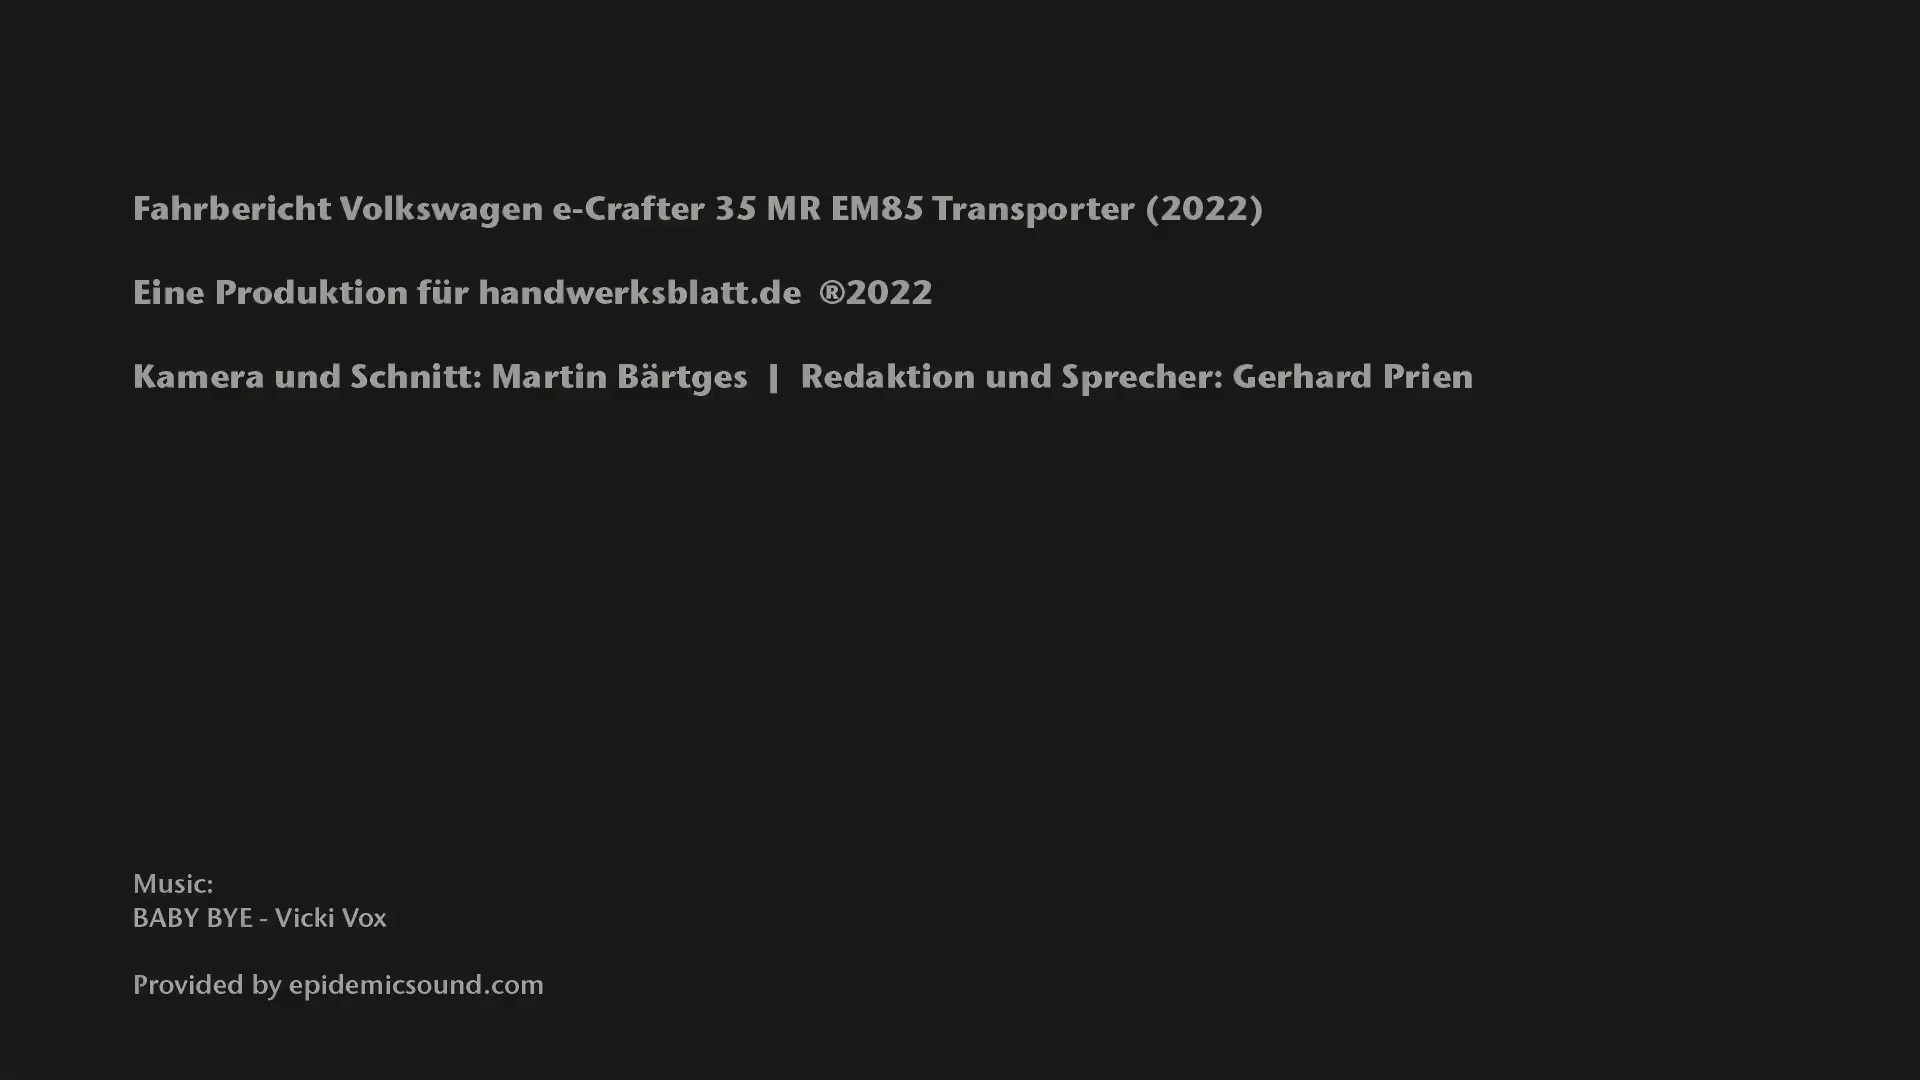 Fahrbericht Volkswagen e-Crafter 35 MR EM85 Transporter (2022)
Eine Produktion für handwerksblatt.de ®2022
Kamera und Schnitt: Martin Bärtges | Redaktion und Sprecher: Gerhard Prien
Music:
BABY BYE - Vicki Vox
Provided by epidemicsound.com